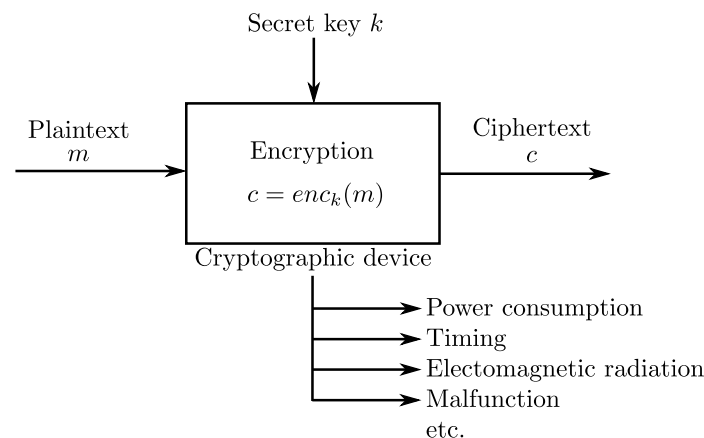 Secret key k
Plaintext
m
Encryption
c = enc_k(m)
Ciphertext
c
Cryptographic device
Power consumption
Timing
Electomagnetic radiation
Malfunction
etc.